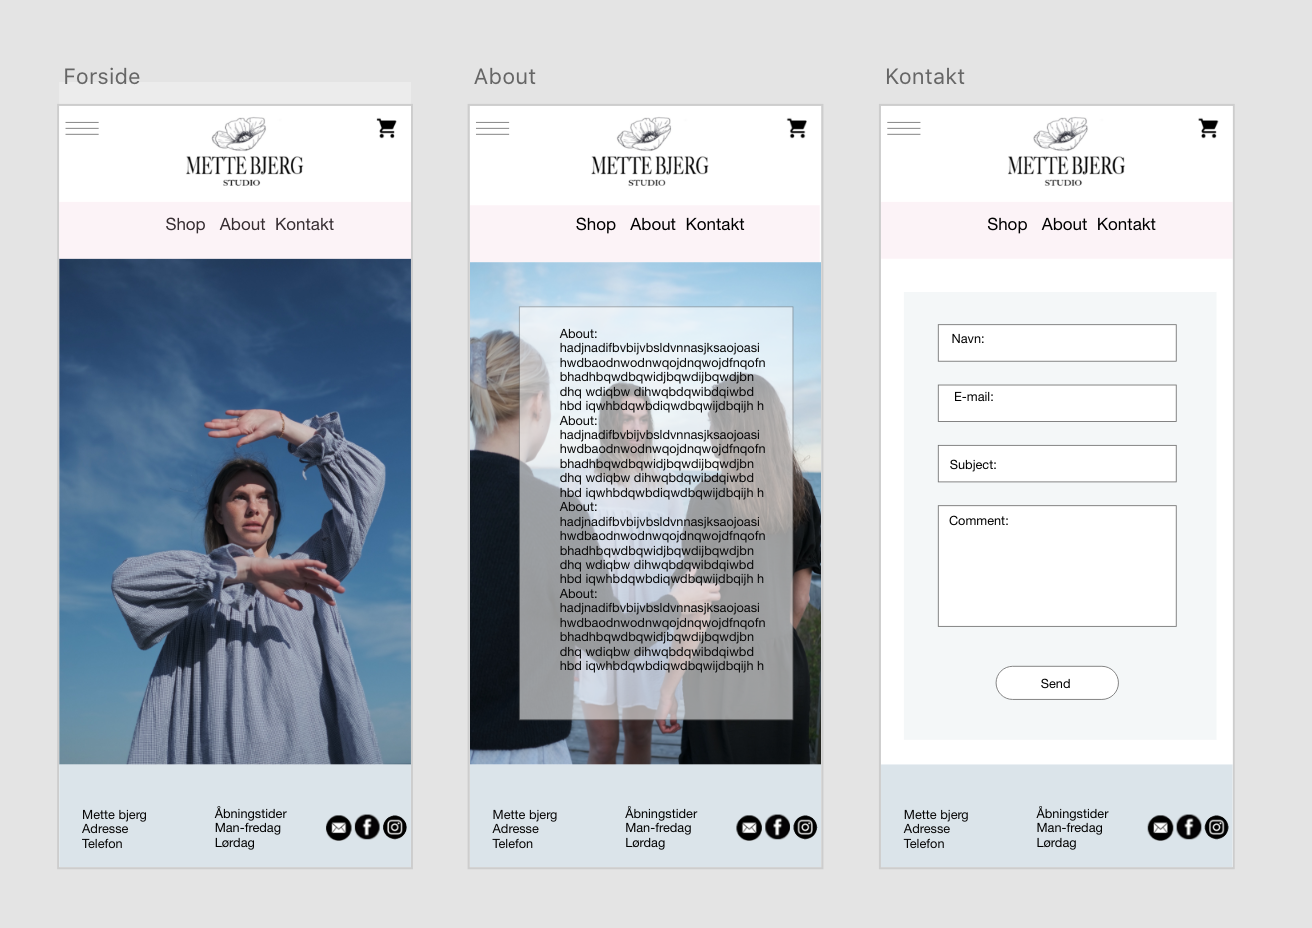 Forside
METTE BJERG
STUDIO
Shop About Kontakt
Mette bjerg
Adresse
Telefon
Åbningstider
Man-fredag
Lørdag
About
METTE BJERG
STUDIO
Shop About Kontakt
About:
hadjnadifbvbijvbsldvnnasjksaojoasi
hwdbaodnwodnwqojdnqwojdfnqofn
bhadhbqwdbqwidjbqwdijbqwdjbn
dhq wdiqbw dihwqbdqwibdqiwbd
hbd iqwhbdqwbdiqwdbqwijdbqijh h
About:
hadjnadifbvbijvbsldvnnasjksaojoasi
hwdbaodnwodnwqojdnqwojdfnqofn
bhadhbqwdbqwidjbqwdijbqwdjbn
dhq wdiqbw dihwqbdqwibdqiwbd
hbd iqwhbdqwbdiqwdbqwijdbqijh h
About:
hadjnadifbvbijvbsldvnnasjksaojoasi
hwdbaodnwodnwqojdnqwojdfnqofn
bhadhbqwdbqwidjbqwdijbqwdjbn
dhq wdiqbw dihwqbdqwibdqiwbd
hbd iqwhbdqwbdiqwdbqwijdbqijh h
About:
hadjnadifbvbijvbsldvnnasjksaojoasi
hwdbaodnwodnwqojdnqwojdfnqofn
bhadhbqwdbqwidjbqwdijbqwdjbn
dhq wdiqbw dihwqbdqwibdqiwbd
hbd iqwhbdqwbdiqwdbqwijdbqijh h
Mette bjerg
Adresse
Telefon
Åbningstider
Man-fredag
Lørdag
Kontakt
METTE BJERG
STUDIO
Shop About Kontakt
Navn:
E-mail:
Subject:
Comment:
Send
Mette bjerg
Adresse
Telefon
Åbningstider
Man-fredag
Lørdag